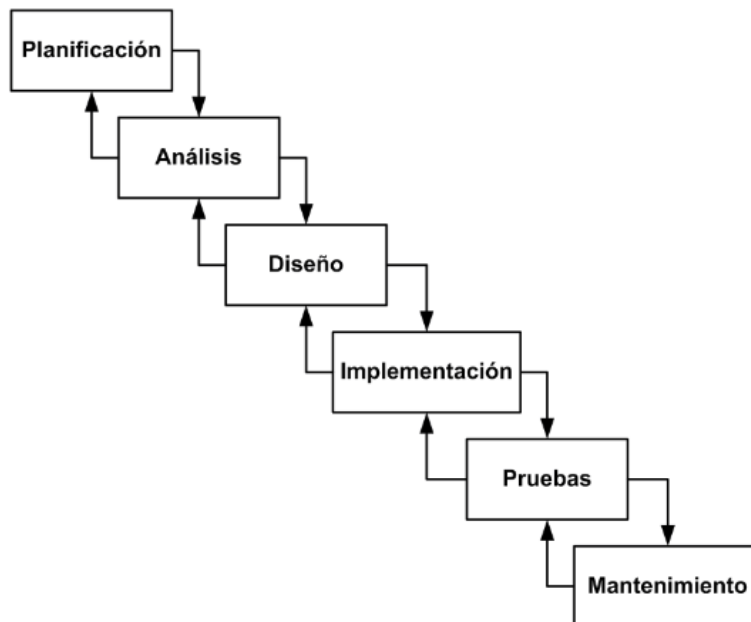 Planificación
Análisis
Diseño
Implementación
Pruebas
Mantenimiento